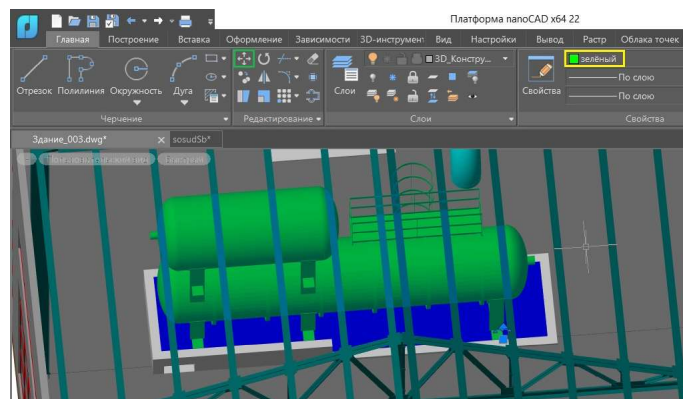 Платформа nanoCAD x64 22
Главная Построение Вставка Оформление Зависимости 3D-инструмент Вид Настройки Вывод Растр Облака точек
3D_Констру...
зелёный
Отрезок Полилиния Окружность Дуга Слои Свойства По слою
По слою
Черчение Редактирование Слои Свойства
Здание_003.dwg* x sosudSb*